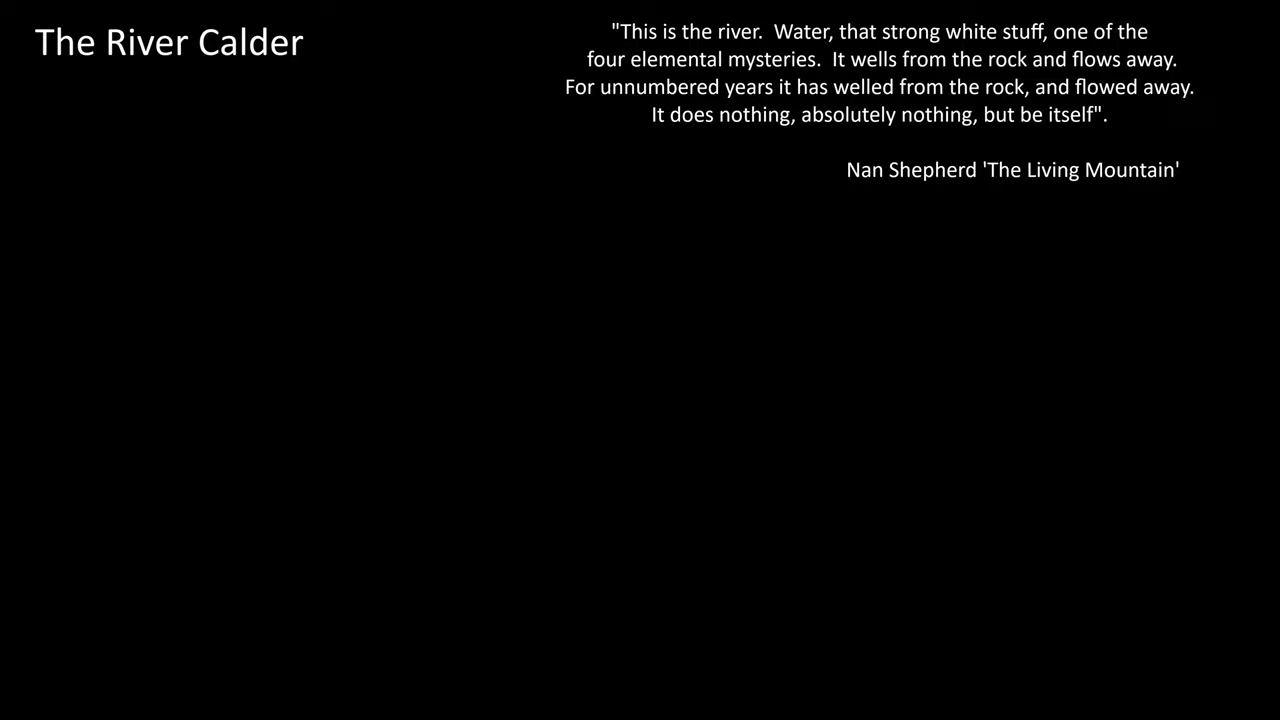 The River Calder
"This is the river.  Water, that strong white stuff, one of the
four elemental mysteries.  It wells from the rock and flows away.
For unnumbered years it has welled from the rock, and flowed away.
It does nothing, absolutely nothing, but be itself".
Nan Shepherd 'The Living Mountain'